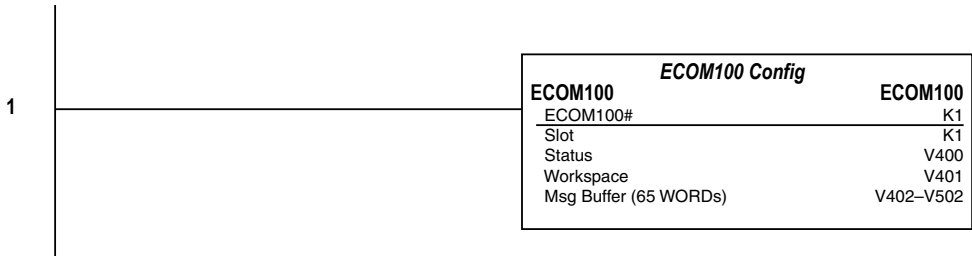 ECOM100 Config
ECOM100 ECOM100
1
ECOM100# K1
Slot K1
Status V400
Workspace V401
Msg Buffer (65 WORDs) V402–V502